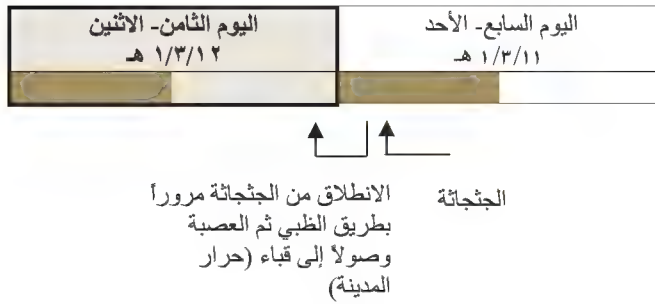 اليوم السابع- الأحد
١/٣/١١ هـ
اليوم الثامن- الاثنين
١/٣/١٢ هـ
الجثجاثة
الانطلاق من الجثجاثة مروراً
بطريق الظبي ثم العصبة
وصولاً إلى قباء (حرار
المدينة)